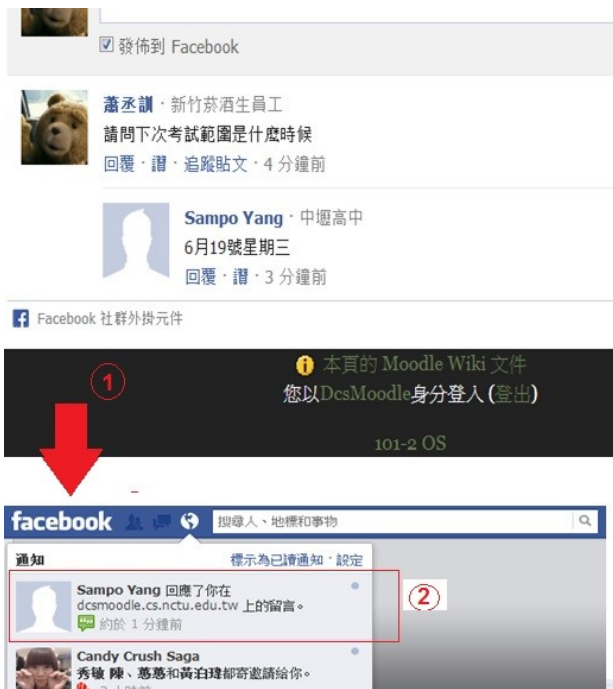 發佈到 Facebook
蕭丞訓 · 新竹菸酒生員工
請問下次考試範圍是什麼時候
回覆 · 讚 · 追蹤貼文 · 4 分鐘前
Sampo Yang · 中壢高中
6月19號星期三
回覆 · 讚 · 3 分鐘前
Facebook 社群外掛元件
本頁的 Moodle Wiki 文件
1
您以DcsMoodle身分登入 (登出)
101-2 OS
facebook
搜尋人、地標和事物
通知
標示為已讀通知 · 設定
Sampo Yang 回應了你在
dcsmoodle.cs.nctu.edu.tw 上的留言。
2
約於 1 分鐘前
Candy Crush Saga
秀敏 陳、蕙蕙和黃白瑋都寄邀請給你。